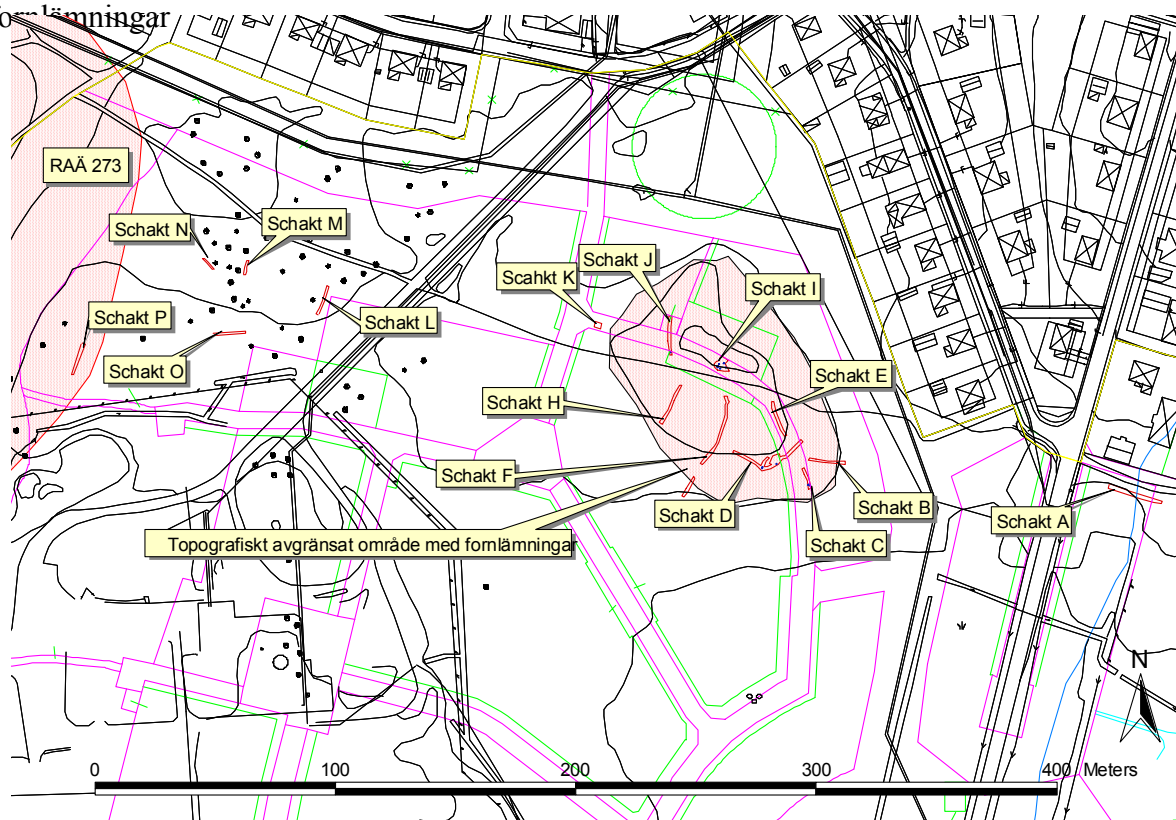 fornlämningar
RAÄ 273
Schakt N
Schakt M
Schakt J
Scahkt K
Schakt I
Schakt P
Schakt L
Schakt O
Schakt E
Schakt H
Schakt F
Schakt B
Schakt D
Schakt A
Topografiskt avgränsat område med fornlämningar
Schakt C
N
0 100 200 300 400 Meters